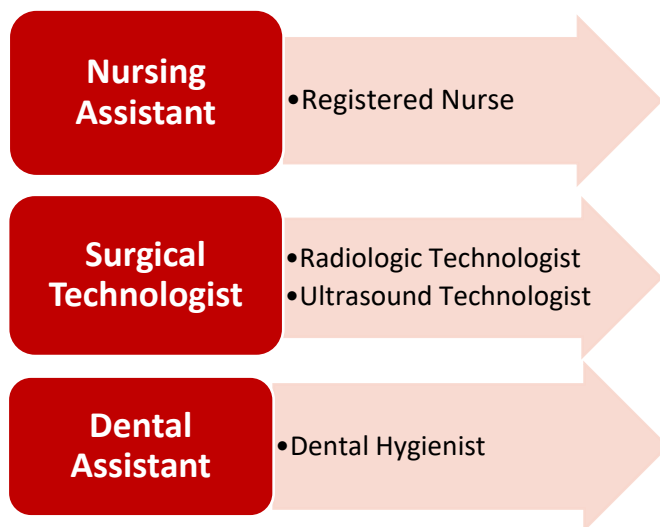 Nursing
Assistant
•Registered Nurse
Surgical
Technologist
•Radiologic Technologist
•Ultrasound Technologist
Dental
Assistant
•Dental Hygienist